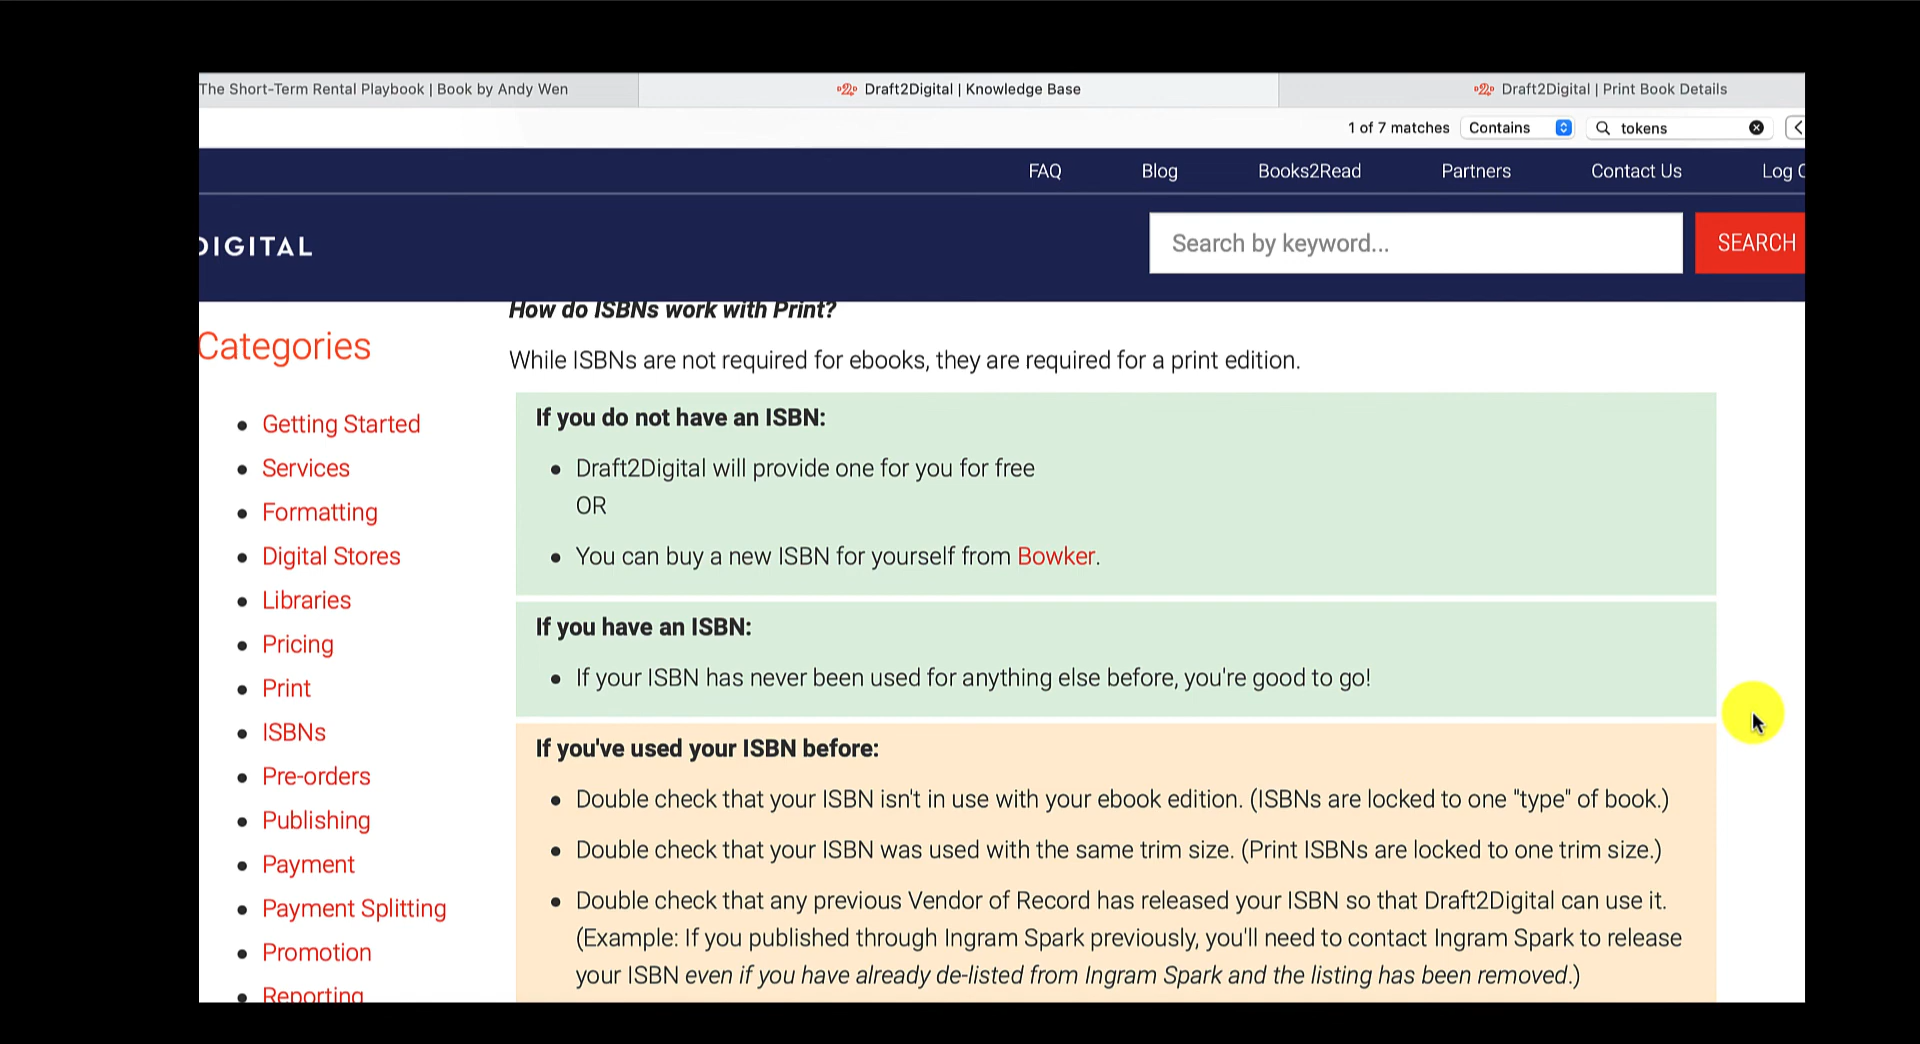 The Short-Term Rental Playbook | Book by Andy Wen
Draft2Digital | Knowledge Base
Draft2Digital | Print Book Details
1 of 7 matches
Contains
tokens
FAQ
Blog
Books2Read
Partners
Contact Us
Log
DIGITAL
Search by keyword...
SEARCH
Categories
Getting Started
Services
Formatting
Digital Stores
Libraries
Pricing
Print
ISBNs
Pre-orders
Publishing
Payment
Payment Splitting
Promotion
Reporting
How do ISBNs work with Print?
While ISBNs are not required for ebooks, they are required for a print edition.
If you do not have an ISBN:
Draft2Digital will provide one for you for free
OR
You can buy a new ISBN for yourself from Bowker.
If you have an ISBN:
If your ISBN has never been used for anything else before, you're good to go!
If you've used your ISBN before:
Double check that your ISBN isn't in use with your ebook edition. (ISBNs are locked to one "type" of book.)
Double check that your ISBN was used with the same trim size. (Print ISBNs are locked to one trim size.)
Double check that any previous Vendor of Record has released your ISBN so that Draft2Digital can use it.
(Example: If you published through Ingram Spark previously, you'll need to contact Ingram Spark to release
your ISBN even if you have already de-listed from Ingram Spark and the listing has been removed.)